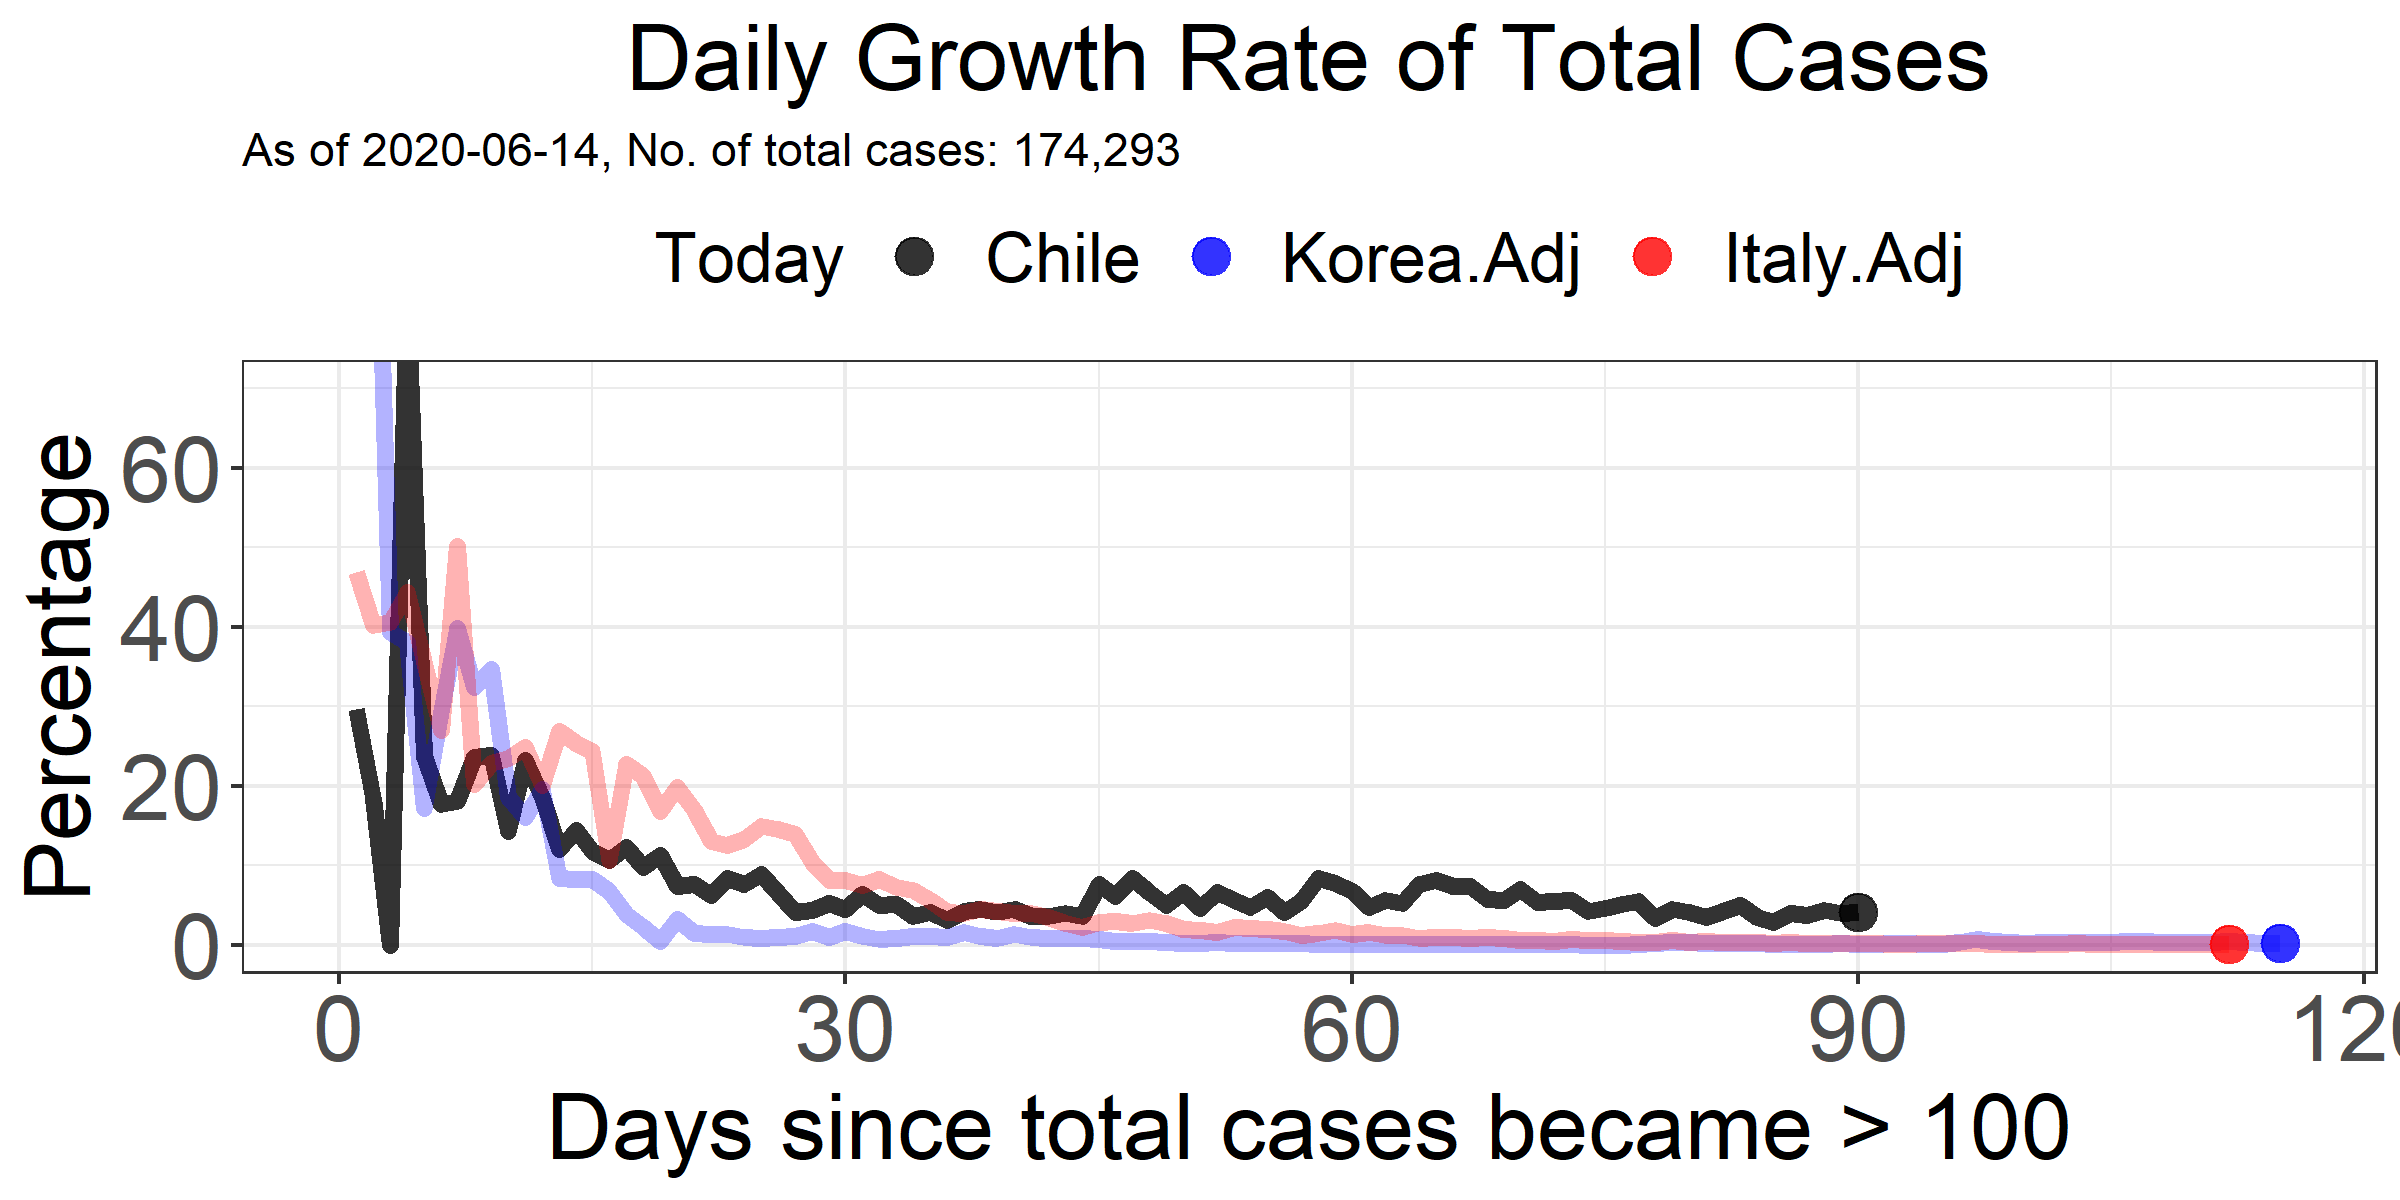 Daily Growth Rate of Total Cases
As of 2020-06-14, No. of total cases: 174,293
Today Chile Korea.Adj Italy.Adj
Percentage
60
40
20
0
0 30 60 90 120
Days since total cases became > 100